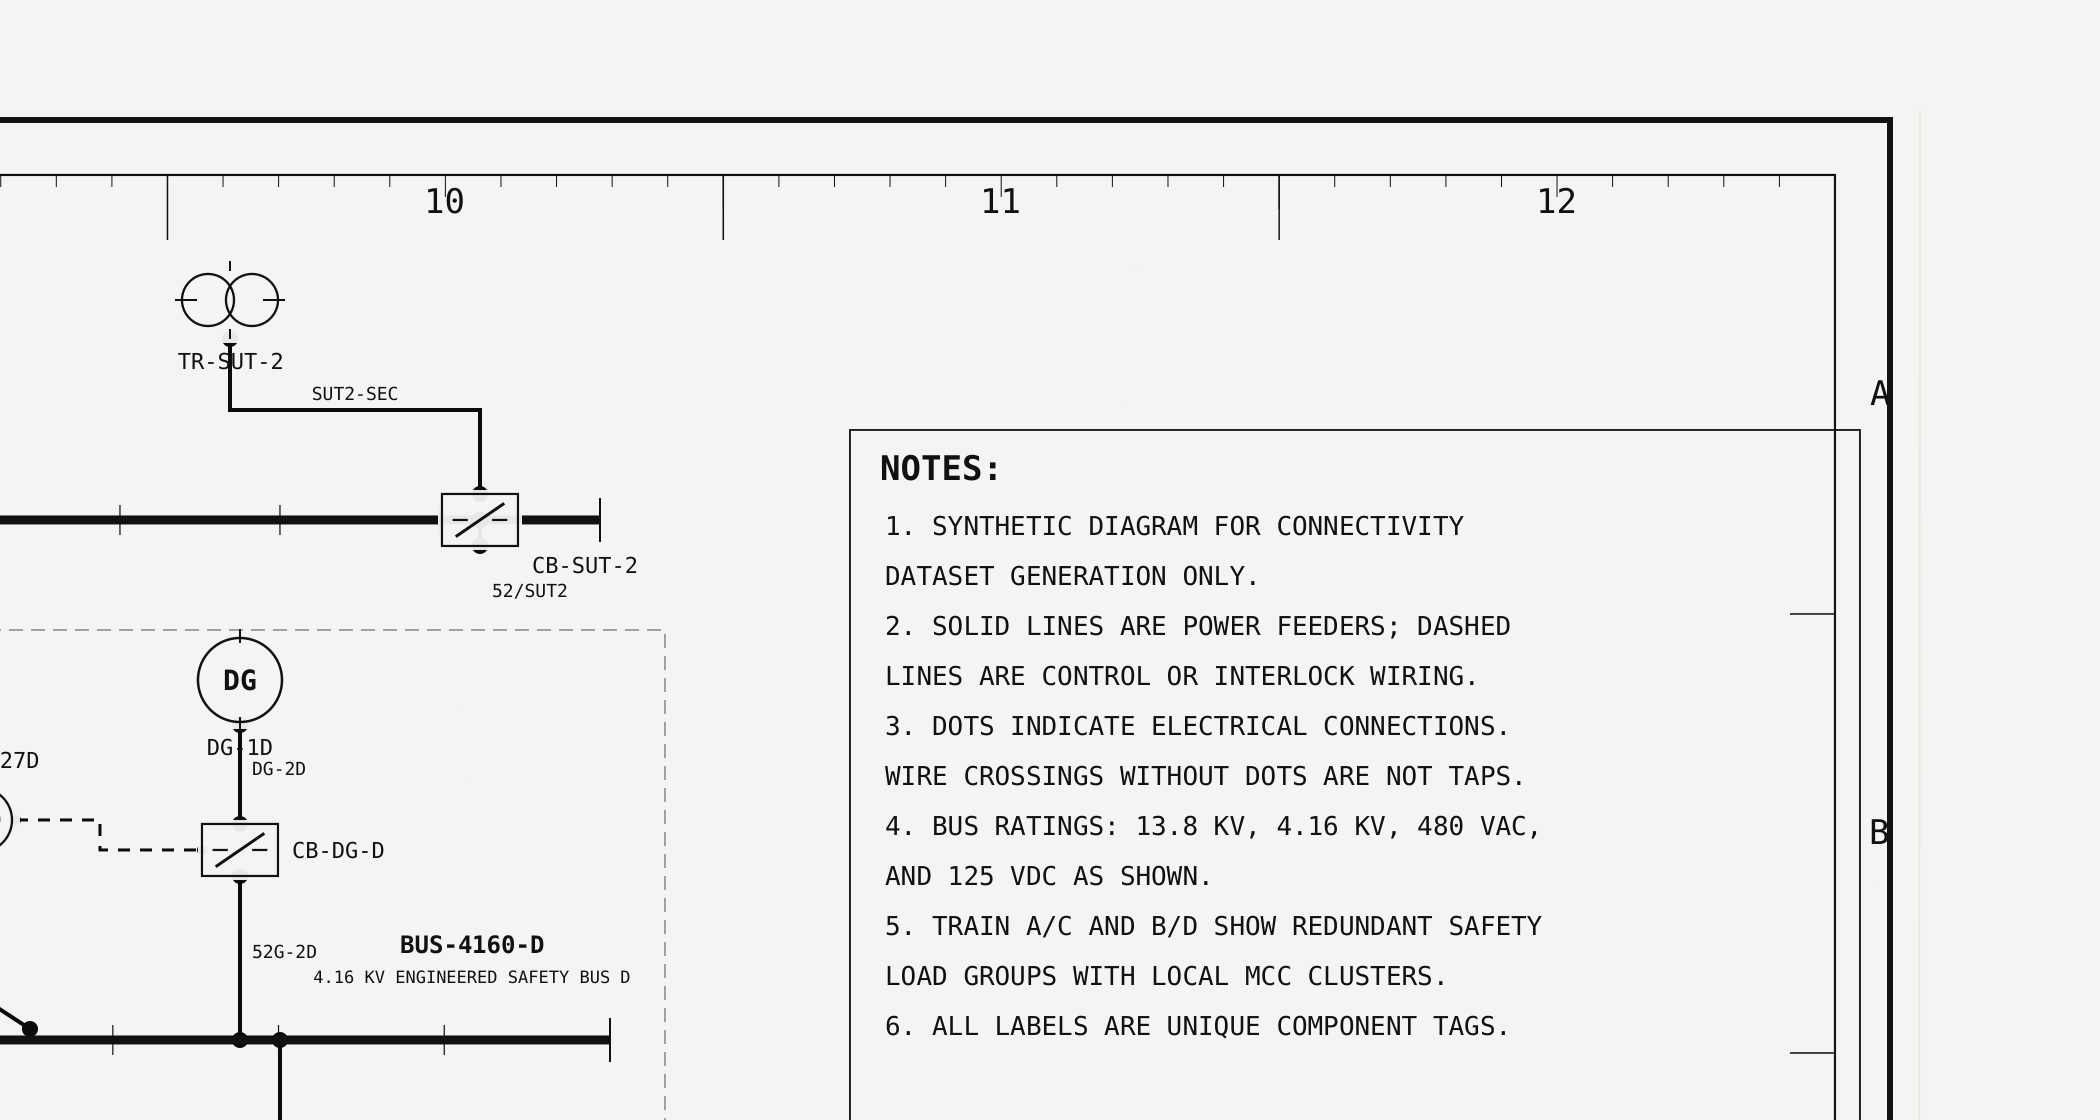 10
11
12
TR-SUT-2
SUT2-SEC
A
NOTES:
1. SYNTHETIC DIAGRAM FOR CONNECTIVITY
DATASET GENERATION ONLY.
2. SOLID LINES ARE POWER FEEDERS; DASHED
LINES ARE CONTROL OR INTERLOCK WIRING.
3. DOTS INDICATE ELECTRICAL CONNECTIONS.
WIRE CROSSINGS WITHOUT DOTS ARE NOT TAPS.
4. BUS RATINGS: 13.8 KV, 4.16 KV, 480 VAC,
AND 125 VDC AS SHOWN.
5. TRAIN A/C AND B/D SHOW REDUNDANT SAFETY
LOAD GROUPS WITH LOCAL MCC CLUSTERS.
6. ALL LABELS ARE UNIQUE COMPONENT TAGS.
CB-SUT-2
52/SUT2
DG
DG-1D
DG-2D
27D
CB-DG-D
B
52G-2D
BUS-4160-D
4.16 KV ENGINEERED SAFETY BUS D